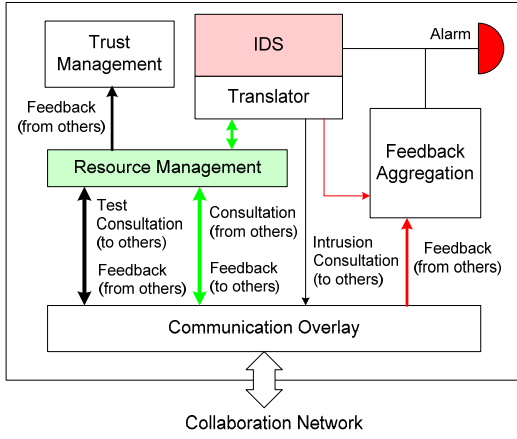 Trust
Management
IDS
Alarm
Translator
Feedback
(from others)
Resource Management
Feedback
Aggregation
Test
Consultation
(to others)
Feedback
(from others)
Consultation
(from others)
Feedback
(to others)
Intrusion
Consultation
(to others)
Feedback
(from others)
Communication Overlay
Collaboration Network